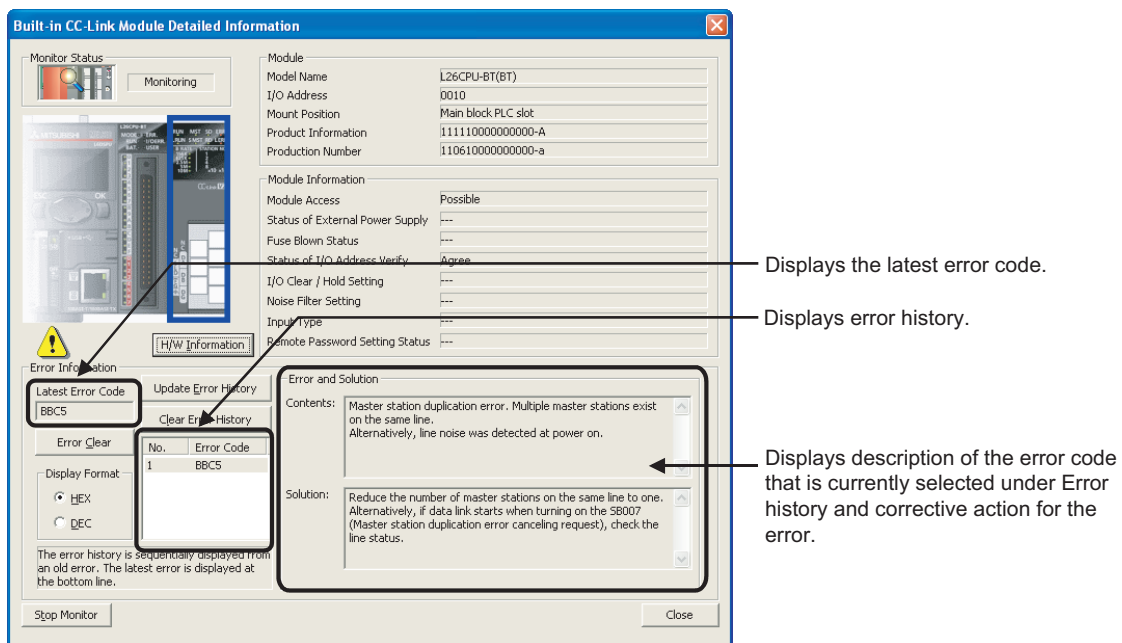 Built-in CC-Link Module Detailed Information
Monitor Status
Monitoring
Module
Model Name L26CPU-BT(BT)
I/O Address 0010
Mount Position Main block PLC slot
Product Information 111110000000000-A
Production Number 110610000000000-a
MITSUBISHI
L26CPU-BT
MODE
RUN
BAT.
ERR.
I/OERR.
USER
Module Information
Module Access Possible
Status of External Power Supply ---
Fuse Blown Status ---
Status of I/O Address Verify Agree
I/O Clear / Hold Setting ---
Noise Filter Setting ---
Input Type ---
Remote Password Setting Status ---
H/W Information
Displays the latest error code.
Displays error history.
Error Information
Latest Error Code
BBC5
Update Error History
Clear Error History
Error Clear
Display Format
HEX
DEC
No. Error Code
1 BBC5
The error history is sequentially displayed from
an old error. The latest error is displayed at
the bottom line.
Error and Solution
Contents: Master station duplication error. Multiple master stations exist
on the same line.
Alternatively, line noise was detected at power on.
Solution: Reduce the number of master stations on the same line to one.
Alternatively, if data link starts when turning on the SB007
(Master station duplication error canceling request), check the
line status.
Displays description of the error code
that is currently selected under Error
history and corrective action for the
error.
Stop Monitor
Close